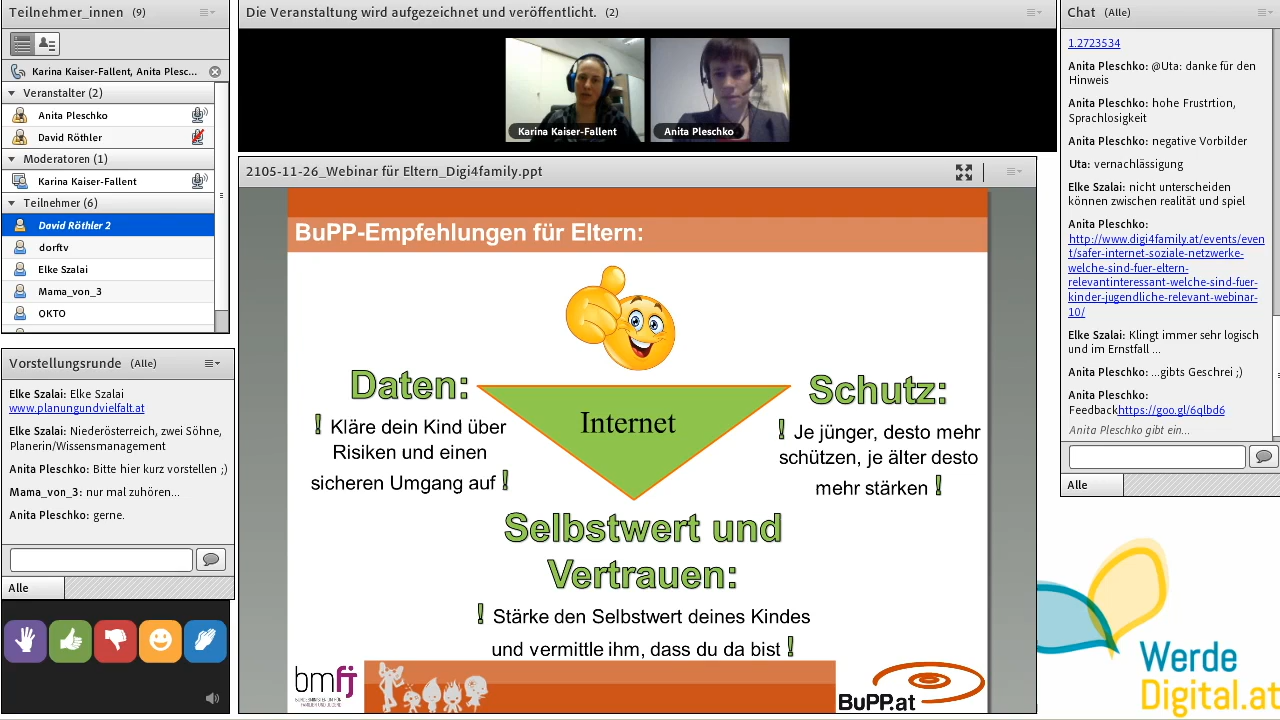 Teilnehmer_innen (9)
Karina Kaiser-Fallent, Anita Plesc...
Veranstalter (2)
Anita Pleschko
David Röthler
Moderatoren (1)
Karina Kaiser-Fallent
Teilnehmer (6)
David Röthler 2
dorftv
Elke Szalai
Mama_von_3
OKTO
Vorstellungsrunde (Alle)
Elke Szalai: Elke Szalai
www.planungundvielfalt.at
Elke Szalai: Niederösterreich, zwei Söhne,
Planerin/Wissensmanagement
Anita Pleschko: Bitte hier kurz vorstellen ;)
Mama_von_3: nur mal zuhören...
Anita Pleschko: gerne.
Alle
Die Veranstaltung wird aufgezeichnet und veröffentlicht. (2)
Karina Kaiser-Fallent
Anita Pleschko
2105-11-26_Webinar für Eltern_Digi4family.ppt
BuPP-Empfehlungen für Eltern:
Daten:
! Kläre dein Kind über
Risiken und einen
sicheren Umgang auf !
Internet
Schutz:
! Je jünger, desto mehr
schützen, je älter desto
mehr stärken !
Selbstwert und
Vertrauen:
! Stärke den Selbstwert deines Kindes
und vermittle ihm, dass du da bist !
bmfj
BuPP.at
Chat (Alle)
1.2723534
Anita Pleschko: @Uta: danke für den
Hinweis
Anita Pleschko: hohe Frustrtion,
Sprachlosigkeit
Anita Pleschko: negative Vorbilder
Uta: vernachlässigung
Elke Szalai: nicht unterscheiden
können zwischen realität und spiel
Anita Pleschko:
http://www.digi4family.at/events/even
t/safer-internet-soziale-netzwerke-
welche-sind-fuer-eltern-
relevantinteressant-welche-sind-fuer-
kinder-jugendliche-relevant-webinar-
10/
Elke Szalai: Klingt immer sehr logisch
und im Ernstfall ...
Anita Pleschko: ...gibts Geschrei ;)
Anita Pleschko:
Feedbackhttps://goo.gl/6qlbd6
Anita Pleschko gibt ein...
Alle
Werde
Digital.at